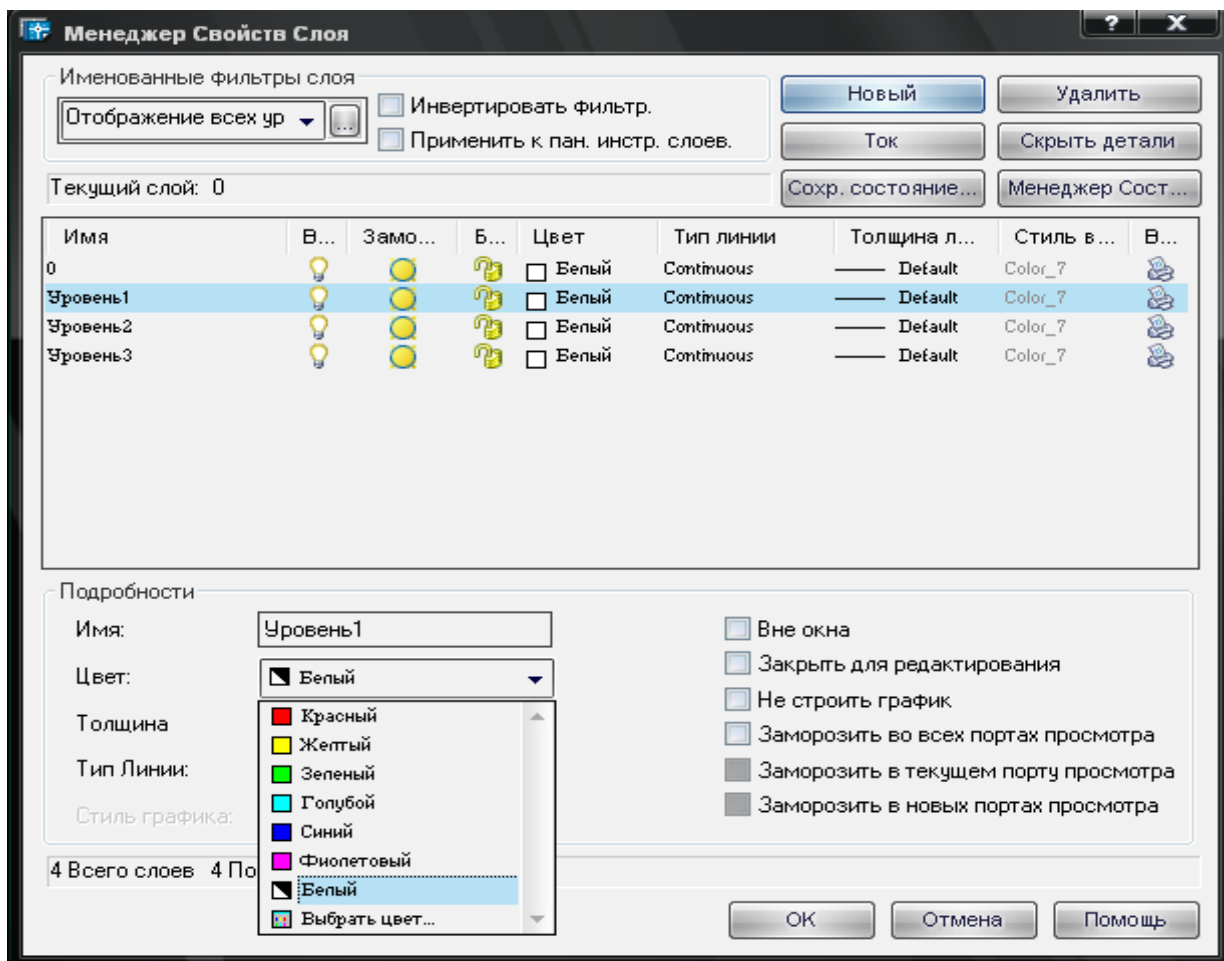 Менеджер Свойств Слоя
? X
Именованные фильтры слоя
Отображение всех ур
...
Инвертировать фильтр.
Применить к пан. инстр. слоев.
Новый
Удалить
Ток
Скрыть детали
Текущий слой: 0
Сохр. состояние...
Менеджер Сост...
Имя В... Замо... Б... Цвет Тип линии Толщина л... Стиль в... В...
0 Белый Continuous Default Color_7
Уровень1 Белый Continuous Default Color_7
Уровень2 Белый Continuous Default Color_7
Уровень3 Белый Continuous Default Color_7
Подробности
Имя: Уровень1
Цвет: Белый
Толщина
Тип Линии:
Стиль графика:
Красный
Желтый
Зеленый
Голубой
Синий
Фиолетовый
Белый
Выбрать цвет...
Вне окна
Закрыть для редактирования
Не строить график
Заморозить во всех портах просмотра
Заморозить в текущем порту просмотра
Заморозить в новых портах просмотра
4 Всего слоев 4 По
ОК
Отмена
Помощь